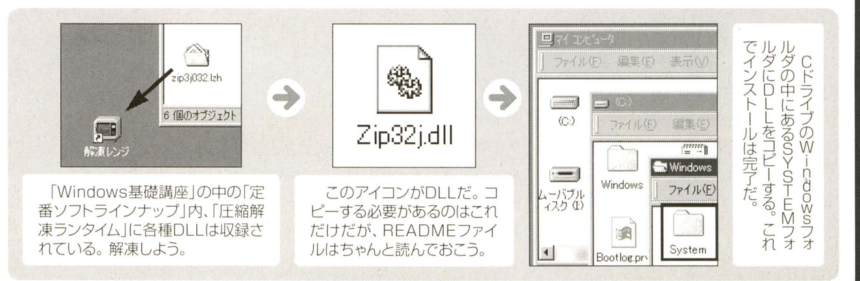 zip3j032.lzh
6 個のオブジェクト
解凍レンジ
「Windows基礎講座」の中の「定
番ソフトラインナップ」内、「圧縮解
凍ランタイム」に各種DLLは収録さ
れている。解凍しよう。
Zip32j.dll
このアイコンがDLLだ。コ
ピーする必要があるのはこれ
だけだが、READMEファイ
ルはちゃんと読んでおこう。
マイ コンピュータ
ファイル(F) 編集(E) 表示(V)
(C:)
(C:)
ファイル(F) 編集(E)
ムーバブル
ィスク (I)
Windows
Windows
ファイル(F)
Bootlog.prv
System
CドライブのWindowsフォ
ルダの中にあるSYSTEMフォ
ルダにDLLをコピーする。これ
でインストールは完了だ。